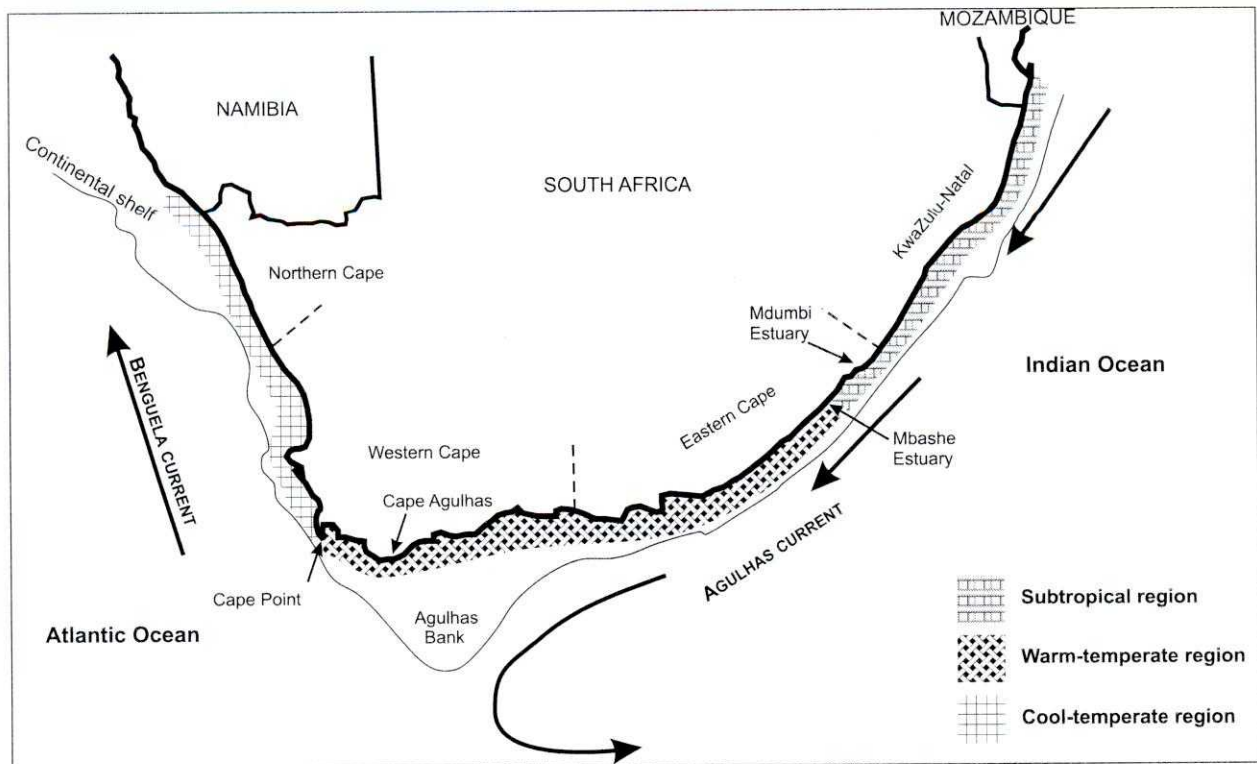 MOZAMBIQUE
NAMIBIA
Continental shelf
SOUTH AFRICA
KwaZulu-Natal
Northern Cape
Mdumbi
Estuary
Indian Ocean
BENGUELA CURRENT
Eastern Cape
Mbashe
Estuary
Western Cape
Cape Agulhas
AGULHAS CURRENT
Cape Point
Agulhas
Bank
Atlantic Ocean
Subtropical region
Warm-temperate region
Cool-temperate region